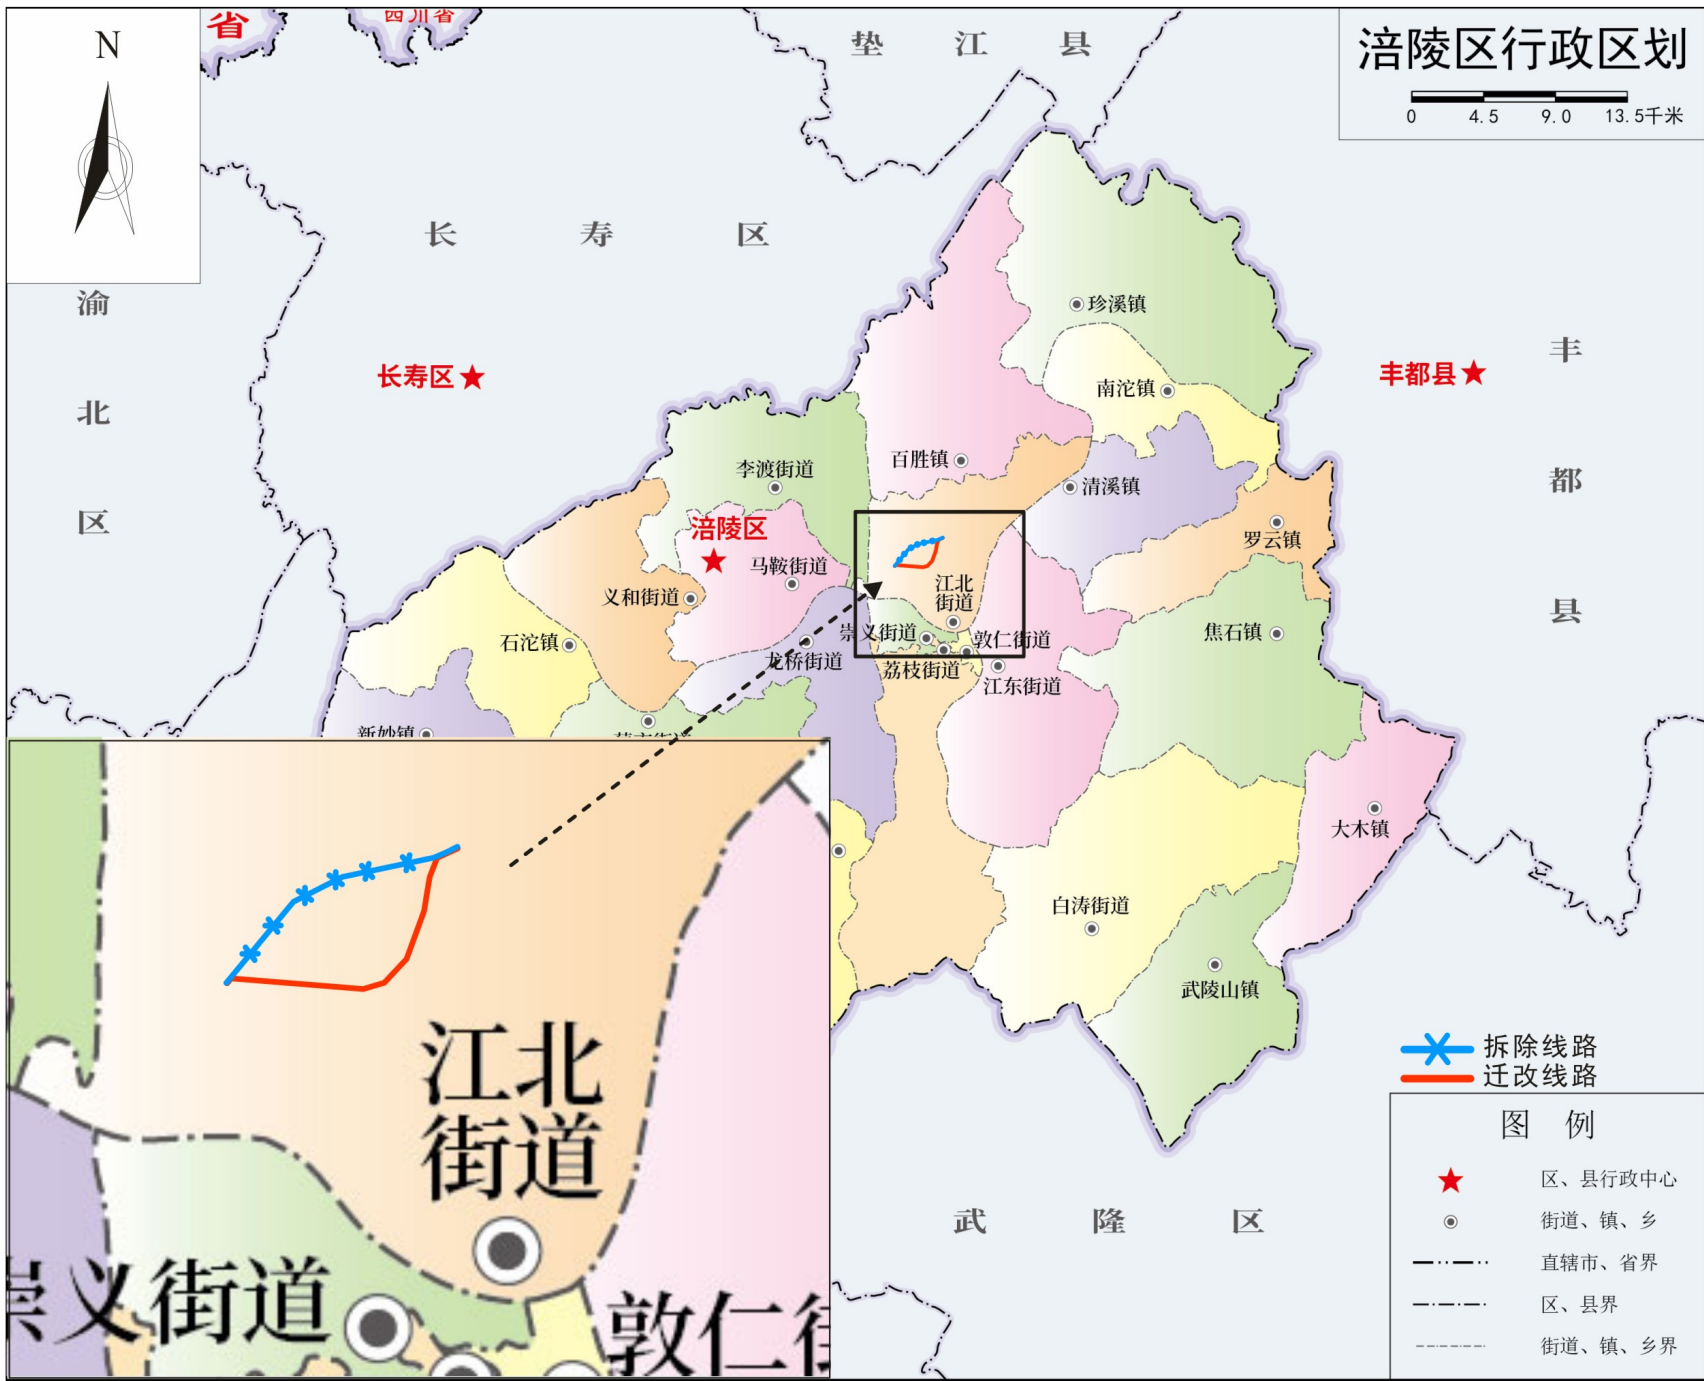 省
四川省
N
垫江县
涪陵区行政区划
0 4.5 9.0 13.5千米
长寿区
渝北区
长寿区
丰都县
丰都县
珍溪镇
南沱镇
百胜镇
李渡街道
清溪镇
涪陵区
罗云镇
马鞍街道
义和街道
江北
街道
石沱镇
崇义街道
敦仁街道
焦石镇
龙桥街道
荔枝街道
江东街道
新妙镇
大木镇
白涛街道
武陵山镇
江北
街道
崇义街道
敦仁街
武隆区
拆除线路
迁改线路
图例
区、县行政中心
街道、镇、乡
直辖市、省界
区、县界
街道、镇、乡界